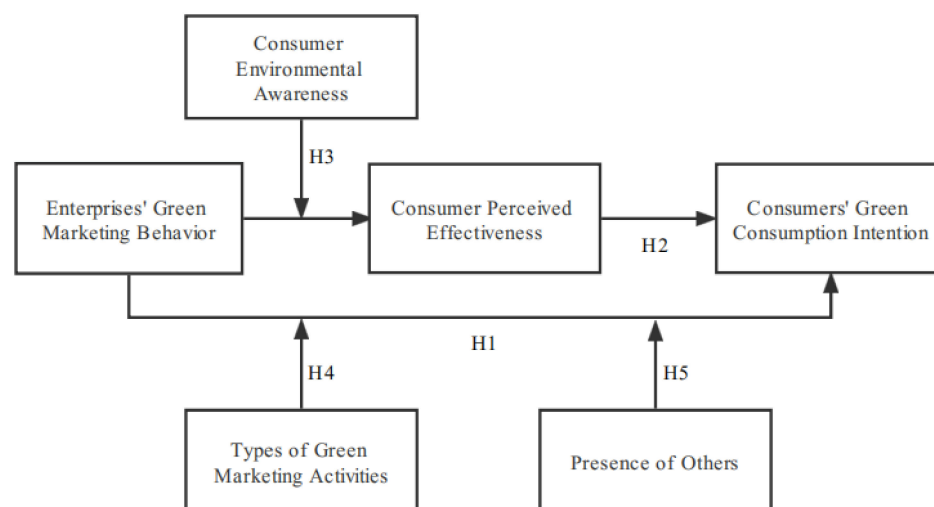 Consumer
Environmental
Awareness
H3
Enterprises' Green
Marketing Behavior
Consumer Perceived
Effectiveness
H2
Consumers' Green
Consumption Intention
H1
H4
H5
Types of Green
Marketing Activities
Presence of Others